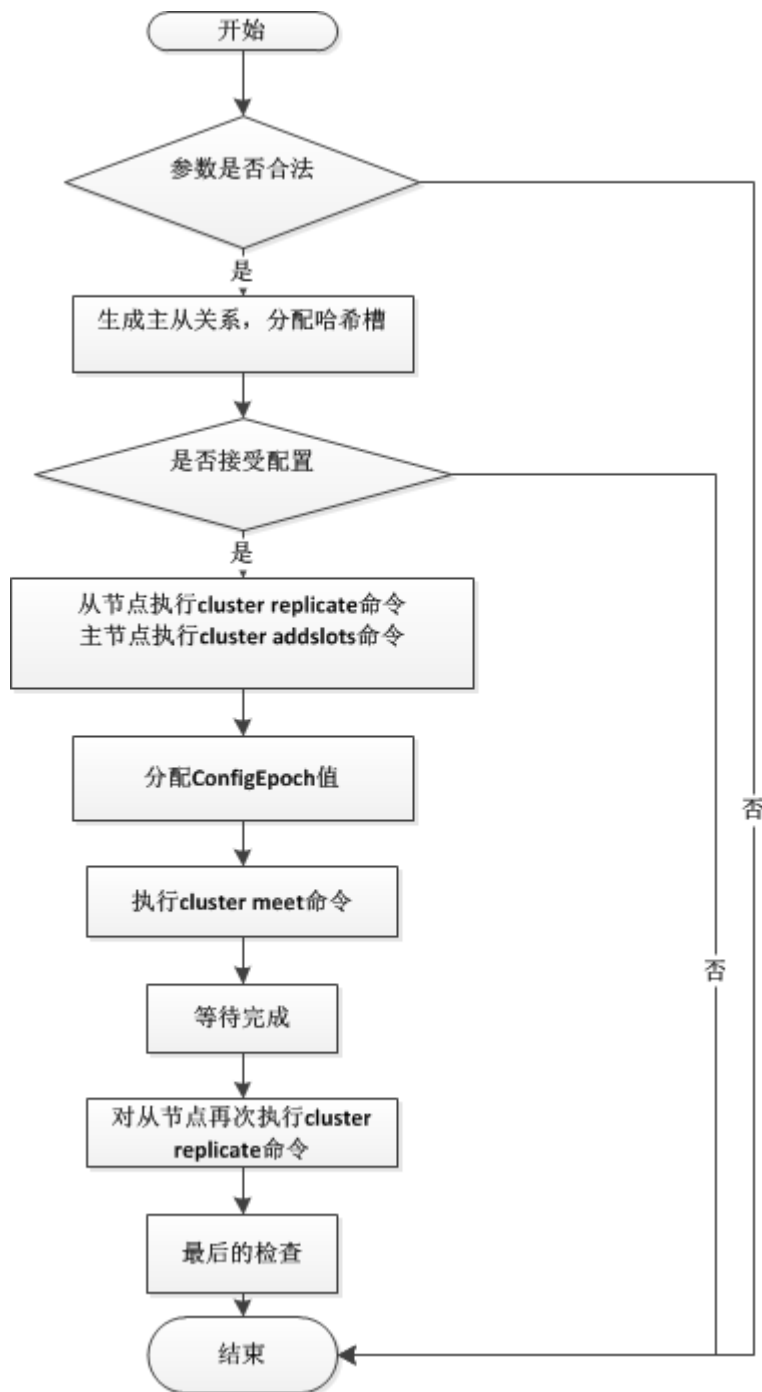 开始
参数是否合法
是
生成主从关系，分配哈希槽
是否接受配置
是
从节点执行cluster replicate命令
主节点执行cluster addslots命令
分配ConfigEpoch值
否
执行cluster meet命令
否
等待完成
对从节点再次执行cluster
replicate命令
最后的检查
结束